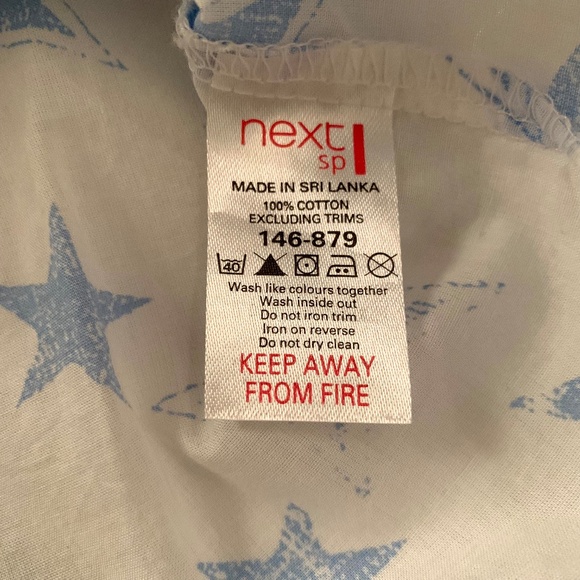 next
sp
MADE IN SRI LANKA
100% COTTON
EXCLUDING TRIMS
146-879
40
Wash like colours together
Wash inside out
Do not iron trim
Iron on reverse
Do not dry clean
KEEP AWAY
FROM FIRE